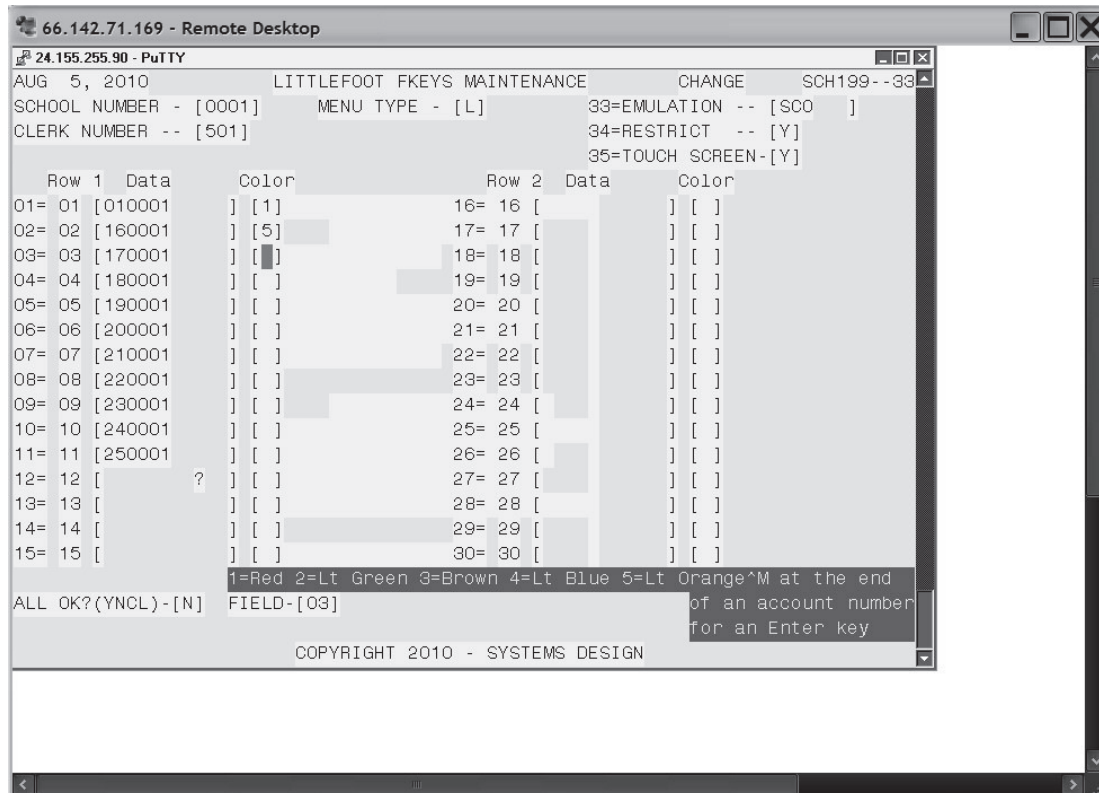 66.142.71.169 - Remote Desktop
24.155.255.90 - PuTTY
AUG 5, 2010 LITTLEFOOT FKEYS MAINTENANCE CHANGE SCH199--33
SCHOOL NUMBER - [0001] MENU TYPE - [L] 33=EMULATION -- [SCO ]
CLERK NUMBER -- [501] 34=RESTRICT -- [Y]
35=TOUCH SCREEN-[Y]
Row 1 Data Color Row 2 Data Color
01= 01 [010001 ] [1] 16= 16 [ ] [ ]
02= 02 [160001 ] [5] 17= 17 [ ] [ ]
03= 03 [170001 ] [ ] 18= 18 [ ] [ ]
04= 04 [180001 ] [ ] 19= 19 [ ] [ ]
05= 05 [190001 ] [ ] 20= 20 [ ] [ ]
06= 06 [200001 ] [ ] 21= 21 [ ] [ ]
07= 07 [210001 ] [ ] 22= 22 [ ] [ ]
08= 08 [220001 ] [ ] 23= 23 [ ] [ ]
09= 09 [230001 ] [ ] 24= 24 [ ] [ ]
10= 10 [240001 ] [ ] 25= 25 [ ] [ ]
11= 11 [250001 ] [ ] 26= 26 [ ] [ ]
12= 12 [ ? ] [ ] 27= 27 [ ] [ ]
13= 13 [ ] [ ] 28= 28 [ ] [ ]
14= 14 [ ] [ ] 29= 29 [ ] [ ]
15= 15 [ ] [ ] 30= 30 [ ] [ ]
1=Red 2=Lt Green 3=Brown 4=Lt Blue 5=Lt Orange^M at the end
ALL OK?(YNCL)-[N] FIELD-[03] of an account number
for an Enter key
COPYRIGHT 2010 - SYSTEMS DESIGN